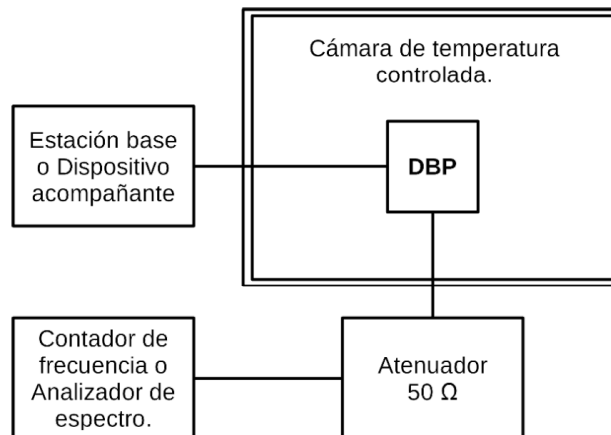 Cámara de temperatura
controlada.
Estación base
o Dispositivo
acompañante
DBP
Contador de
frecuencia o
Analizador de
espectro.
Atenuador
50 Ω